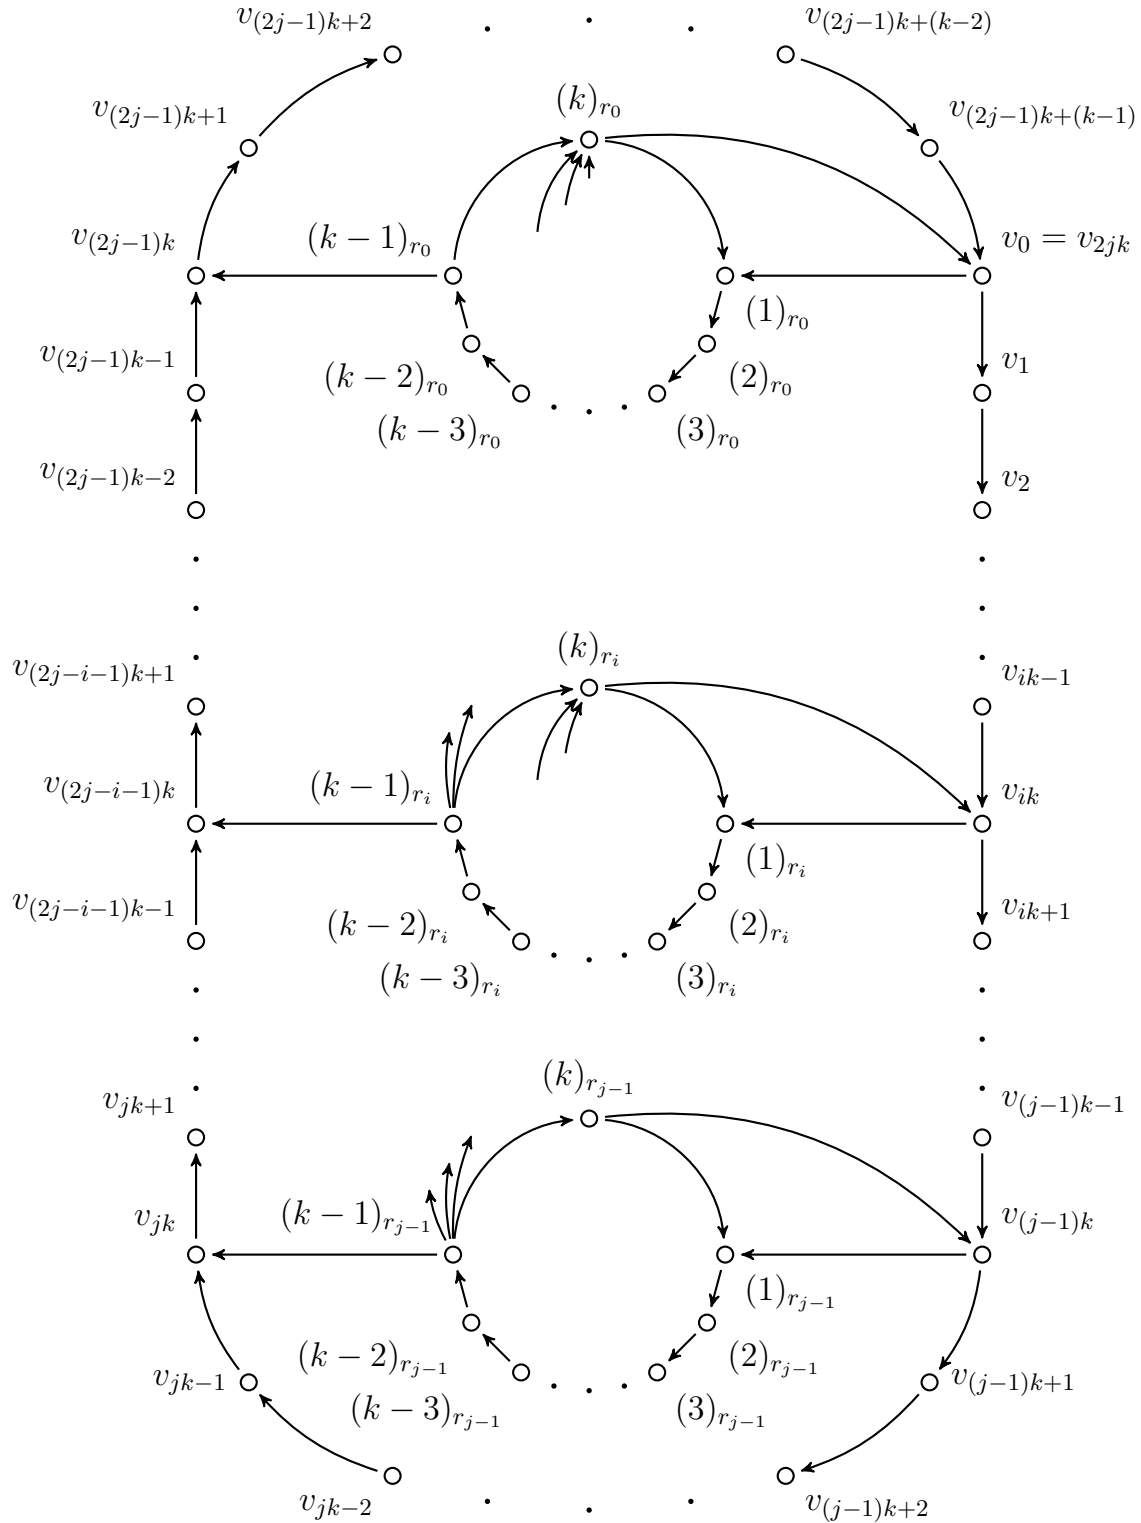 v_{(2j−1)k+2}
v_{(2j−1)k+(k−2)}
v_{(2j−1)k+1}
(k)_{r_0}
v_{(2j−1)k+(k−1)}
v_{(2j−1)k}
(k − 1)_{r_0}
v_0 = v_{2jk}
(1)_{r_0}
v_{(2j−1)k−1}
(k − 2)_{r_0}
(2)_{r_0}
v_1
(k − 3)_{r_0}
(3)_{r_0}
v_{(2j−1)k−2}
v_2
v_{(2j−i−1)k+1}
(k)_{r_i}
v_{ik−1}
v_{(2j−i−1)k}
(k − 1)_{r_i}
v_{ik}
(1)_{r_i}
v_{(2j−i−1)k−1}
(k − 2)_{r_i}
(2)_{r_i}
v_{ik+1}
(k − 3)_{r_i}
(3)_{r_i}
v_{jk+1}
(k)_{r_{j−1}}
v_{(j−1)k−1}
v_{jk}
(k − 1)_{r_{j−1}}
v_{(j−1)k}
(1)_{r_{j−1}}
v_{jk−1}
(k − 2)_{r_{j−1}}
(2)_{r_{j−1}}
v_{(j−1)k+1}
(k − 3)_{r_{j−1}}
(3)_{r_{j−1}}
v_{jk−2}
v_{(j−1)k+2}